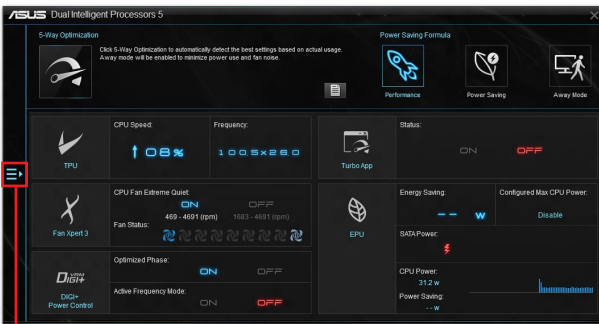 ASUS Dual Intelligent Processors 5
5-Way Optimization
Click 5-Way Optimization to automatically detect the best settings based on actual usage.
Away mode will be enabled to minimize power use and fan noise.
Power Saving Formula
Performance
Power Saving
Away Mode
TPU
CPU Speed:
08%
Frequency:
100.5x26.0
Turbo App
Status:
ON OFF
Fan Xpert 3
CPU Fan Extreme Quiet:
ON OFF
469 - 4691 (rpm) 1683 - 4691 (rpm)
Fan Status:
EPU
Energy Saving:
-- w
Configured Max CPU Power:
Disable
SATAPower:
CPU Power:
31.2 w
Power Saving:
-- w
DIGI+ VRM
DIGI+
Power Control
Optimized Phase:
ON OFF
Active Frequency Mode:
ON OFF